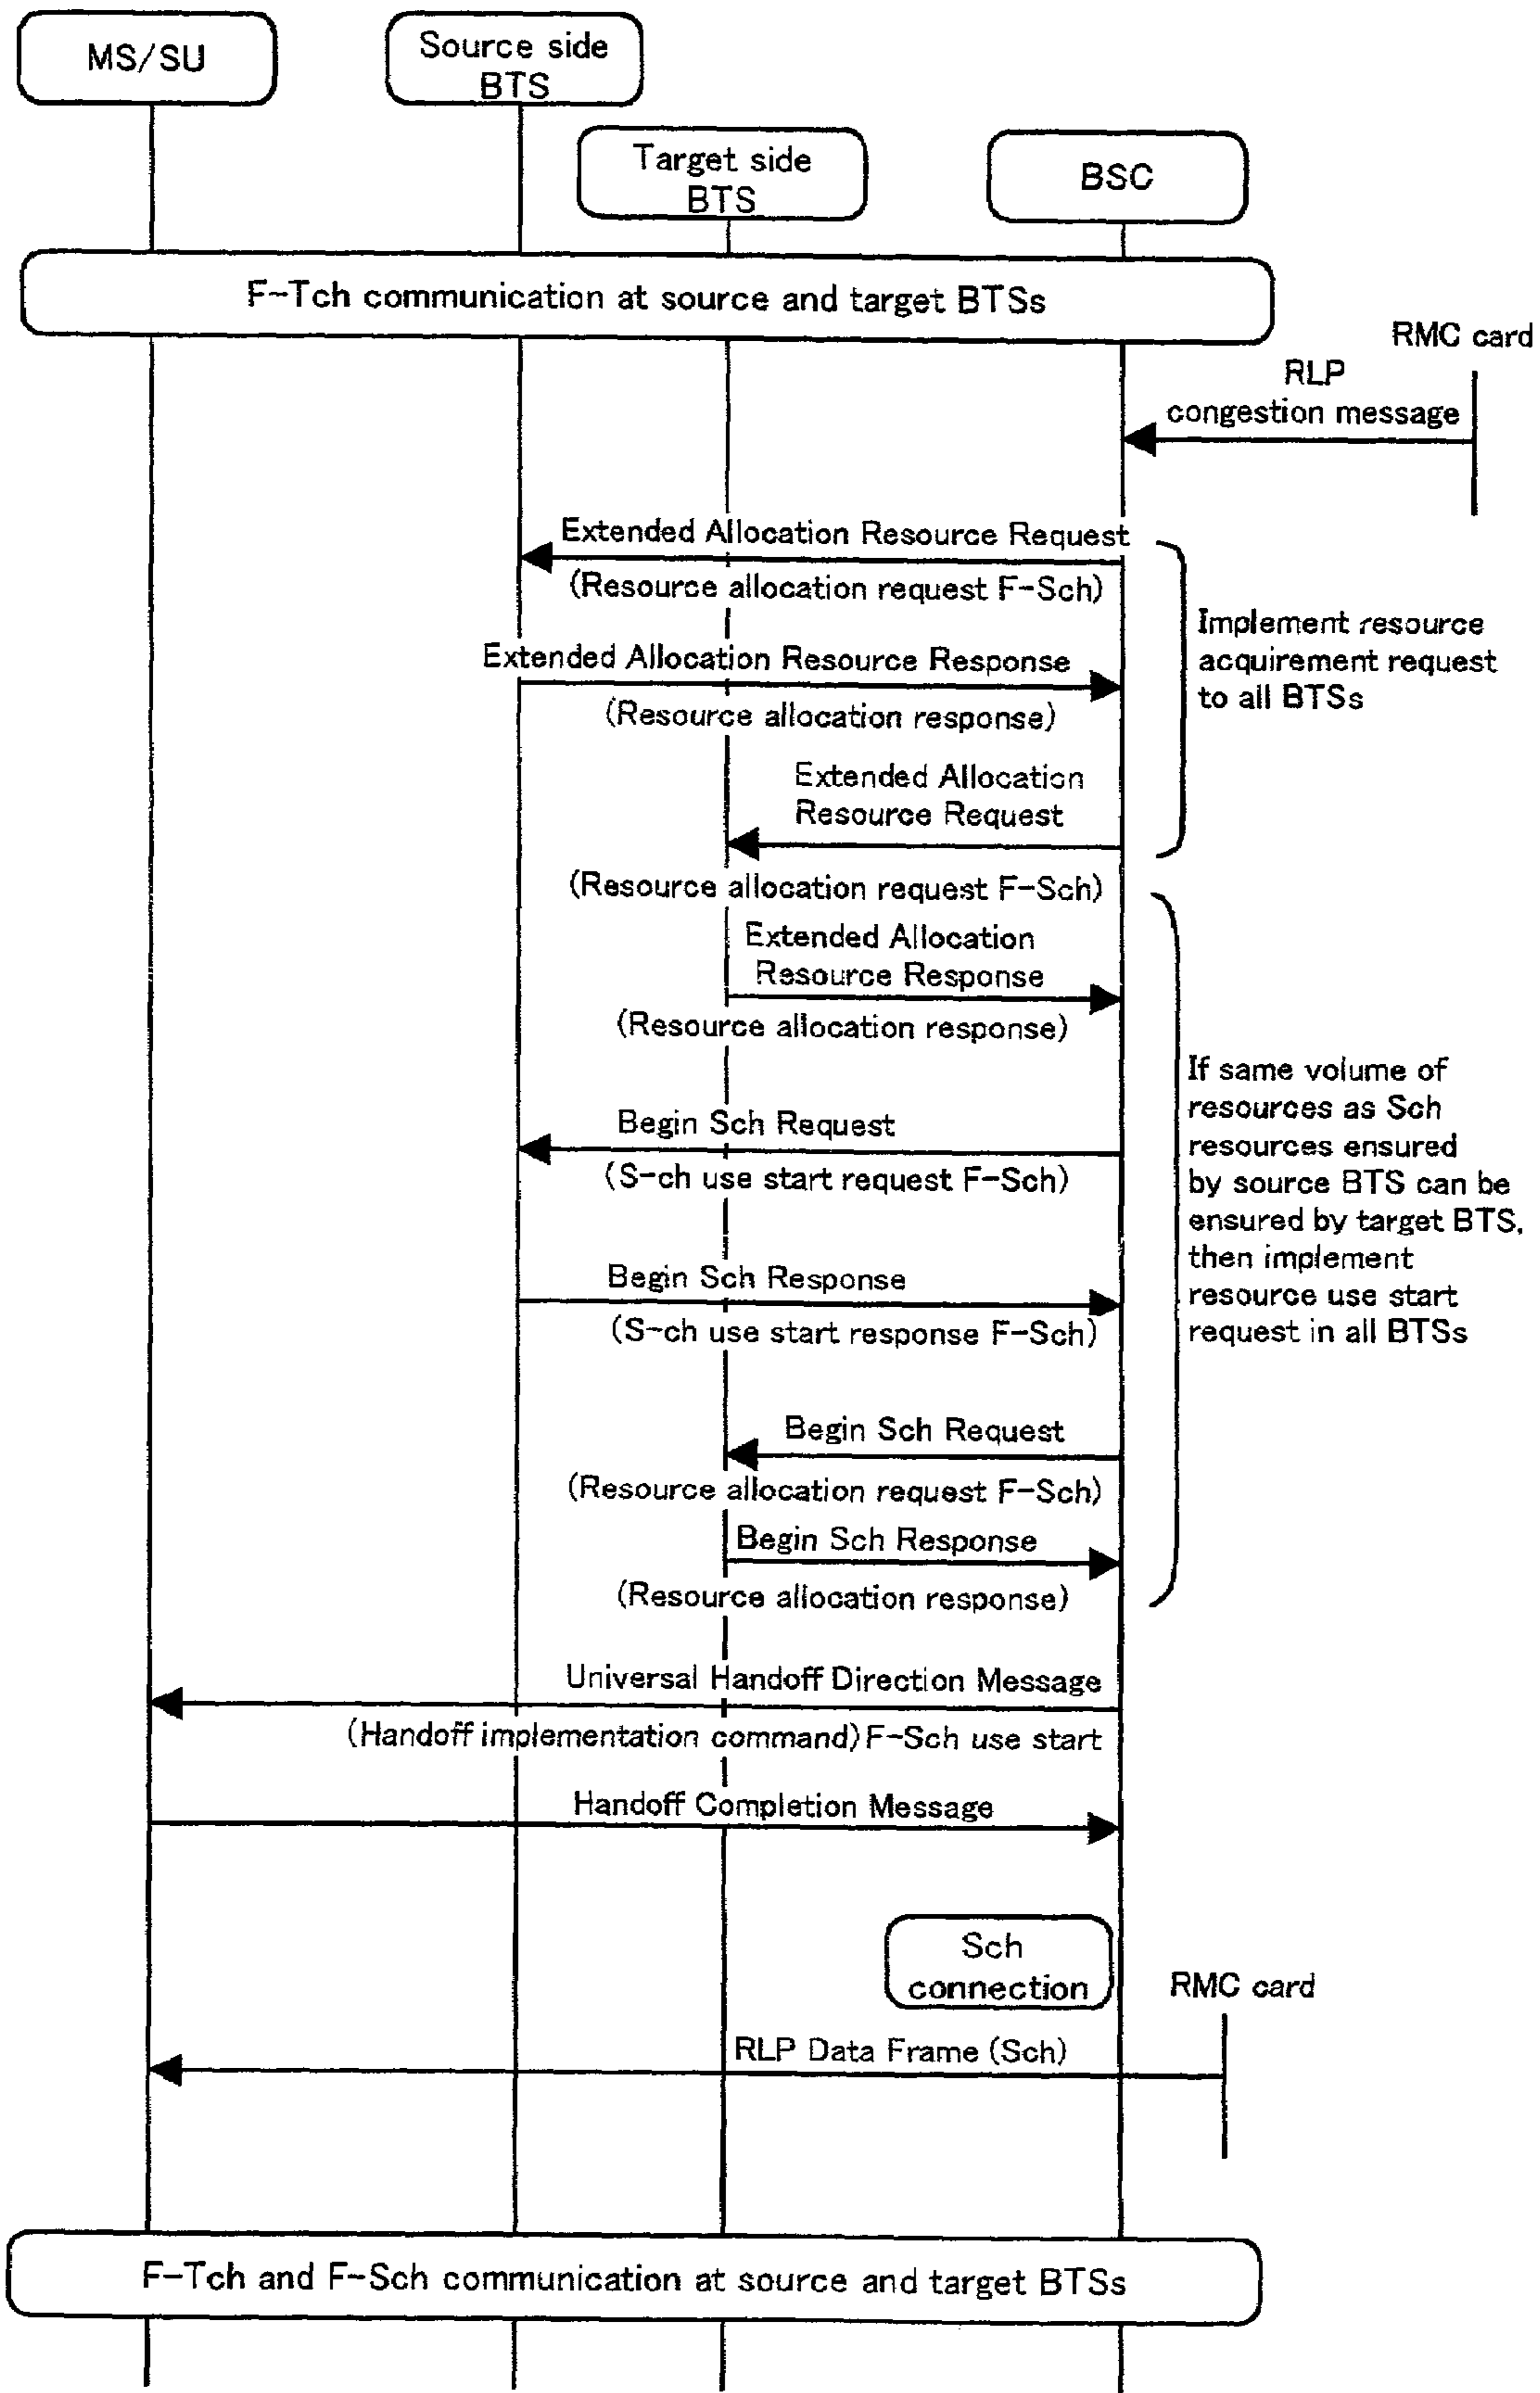 MS/SU
Source side
BTS
Target side
BTS
BSC
F-Tch communication at source and target BTSs
RMC card
RLP
congestion message
Extended Allocation Resource Request
(Resource allocation request F-Sch)
Implement resource
acquirement request
to all BTSs
Extended Allocation Resource Response
(Resource allocation response)
Extended Allocation
Resource Request
(Resource allocation request F-Sch)
Extended Allocation
Resource Response
(Resource allocation response)
If same volume of
resources as Sch
resources ensured
by source BTS can be
ensured by target BTS,
then implement
resource use start
request in all BTSs
Begin Sch Request
(S-ch use start request F-Sch)
Begin Sch Response
(S-ch use start response F-Sch)
Begin Sch Request
(Resource allocation request F-Sch)
Begin Sch Response
(Resource allocation response)
Universal Handoff Direction Message
(Handoff implementation command)F-Sch use start
Handoff Completion Message
Sch
connection
RMC card
RLP Data Frame (Sch)
F-Tch and F-Sch communication at source and target BTSs